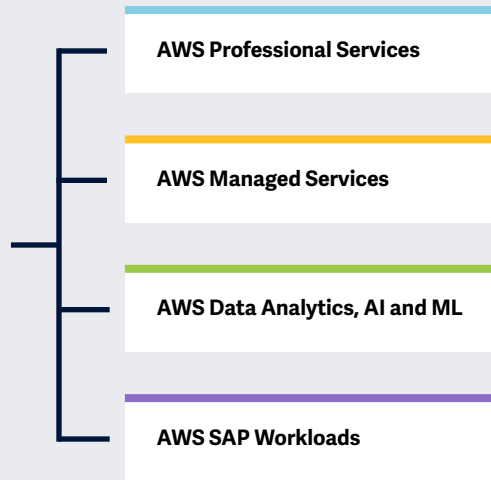 AWS Professional Services
AWS Managed Services
AWS Data Analytics, AI and ML
AWS SAP Workloads